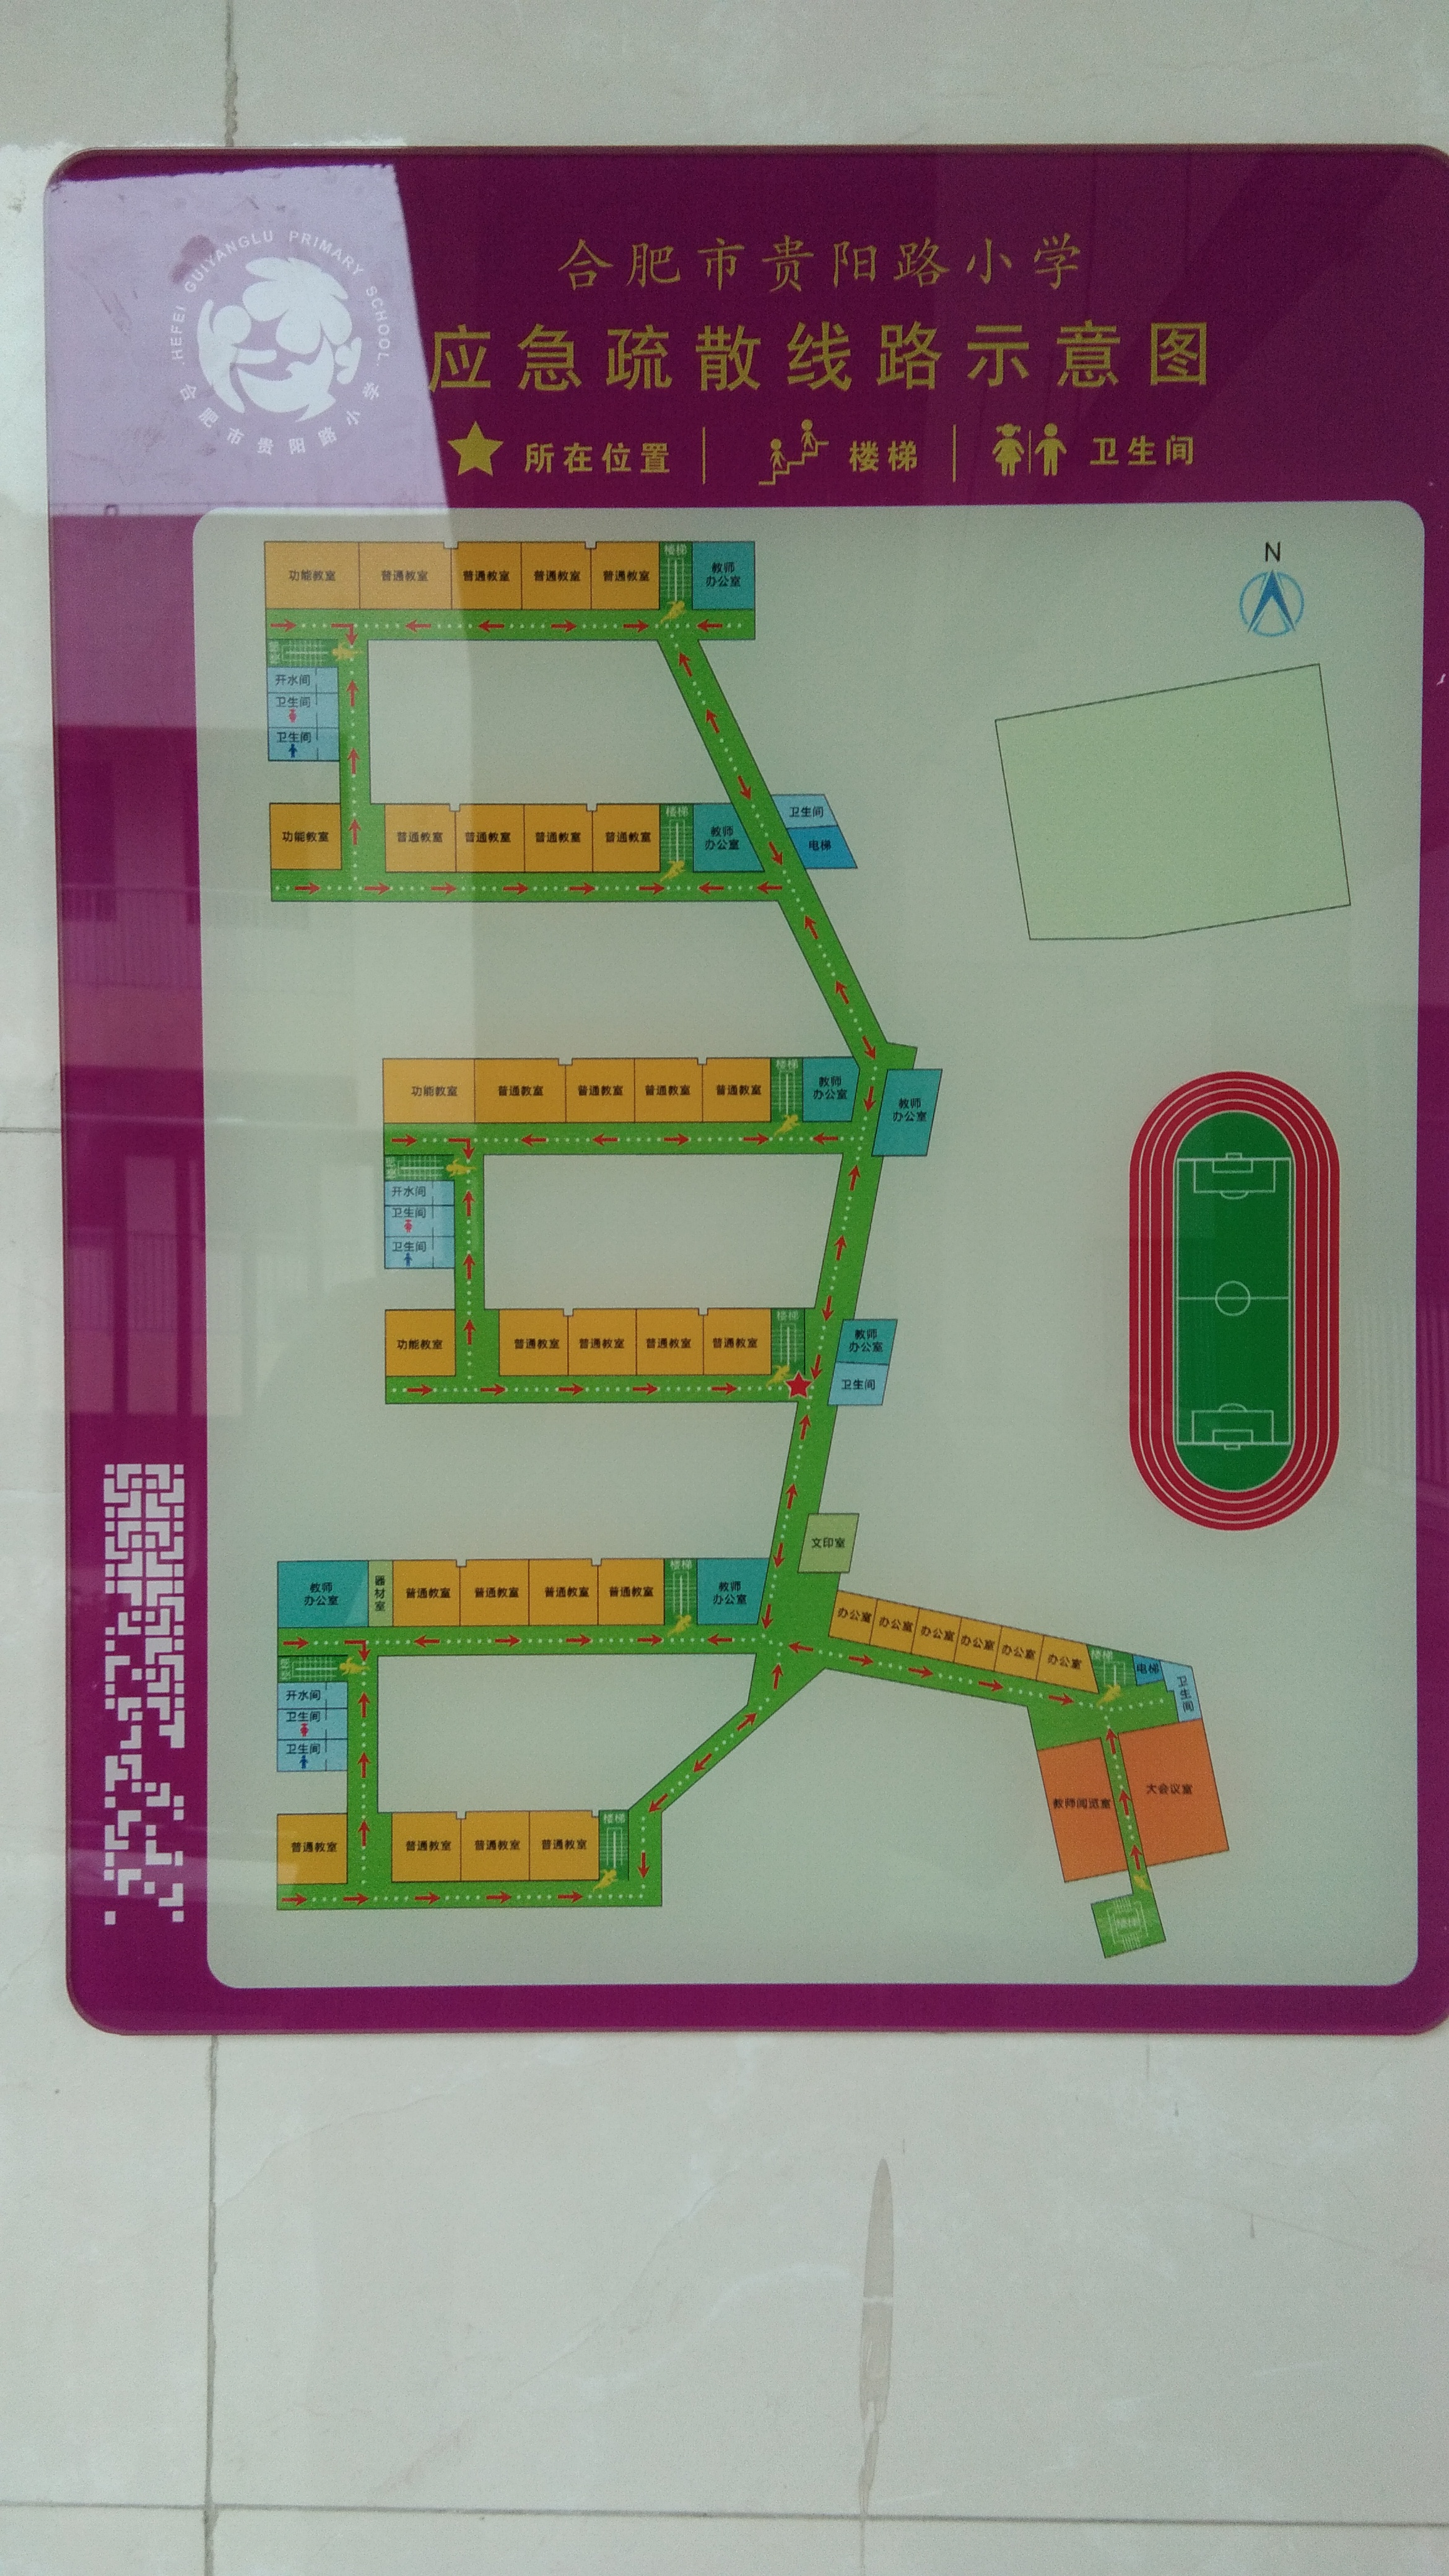 HEFEI GUIYANGLU PRIMARY SCHOOL
合肥市贵阳路小学
合肥市贵阳路小学
应急疏散线路示意图
所在位置 楼梯 卫生间
N
功能教室 普通教室 普通教室 普通教室 普通教室 楼梯 教师
办公室
楼梯
开水间
卫生间
卫生间
卫生间
电梯
功能教室 普通教室 普通教室 普通教室 普通教室 楼梯 教师
办公室
功能教室 普通教室 普通教室 普通教室 普通教室 楼梯 教师
办公室
教师
办公室
楼梯
开水间
卫生间
卫生间
功能教室 普通教室 普通教室 普通教室 普通教室 楼梯
教师
办公室
卫生间
文印室
教师
办公室
器材室
普通教室 普通教室 普通教室 普通教室 楼梯 教师
办公室
办公室 办公室 办公室 办公室 办公室 办公室 楼梯 电梯 卫生间
楼梯
开水间
卫生间
卫生间
教师阅览室 大会议室
普通教室 普通教室 普通教室 普通教室 楼梯
楼梯